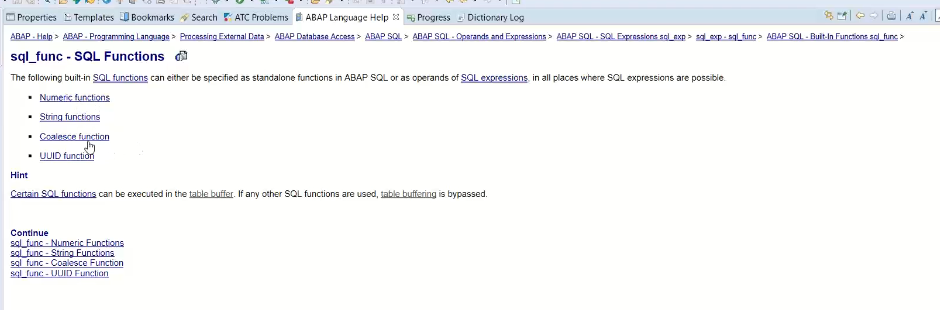 Properties Templates Bookmarks Search ATC Problems ABAP Language Help Progress Dictionary Log
ABAP - Help > ABAP - Programming Language > Processing External Data > ABAP Database Access > ABAP SQL > ABAP SQL - Operands and Expressions > ABAP SQL - SQL Expressions sql_exp > sql_exp - sql_func > ABAP SQL - Built-In Functions sql_func >
sql_func - SQL Functions
The following built-in SQL functions can either be specified as standalone functions in ABAP SQL or as operands of SQL expressions, in all places where SQL expressions are possible.
▪ Numeric functions
▪ String functions
▪ Coalesce function
▪ UUID function
Hint
Certain SQL functions can be executed in the table buffer. If any other SQL functions are used, table buffering is bypassed.
Continue
sql_func - Numeric Functions
sql_func - String Functions
sql_func - Coalesce Function
sql_func - UUID Function